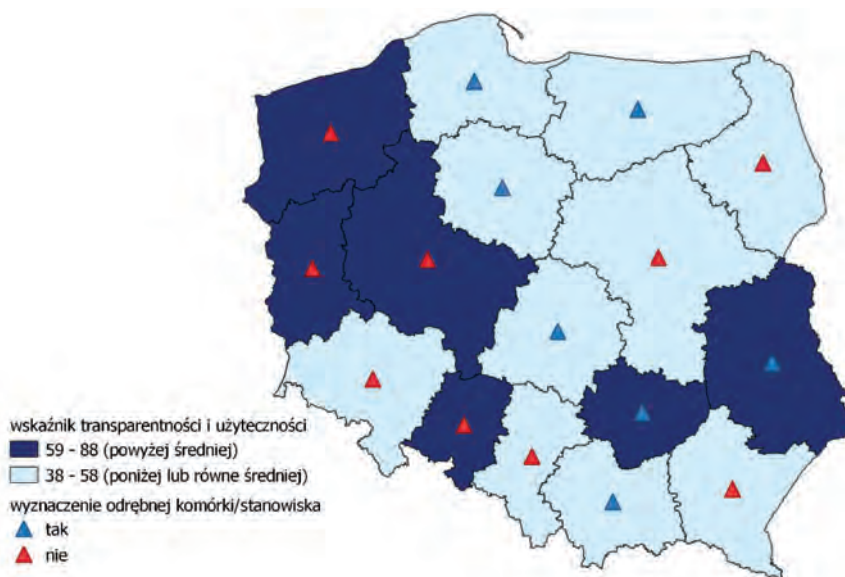 wskaźnik transparentności i użyteczności
59 - 88 (powyżej średniej)
38 - 58 (poniżej lub równe średniej)
wyznaczenie odrębnej komórki/stanowiska
tak
nie